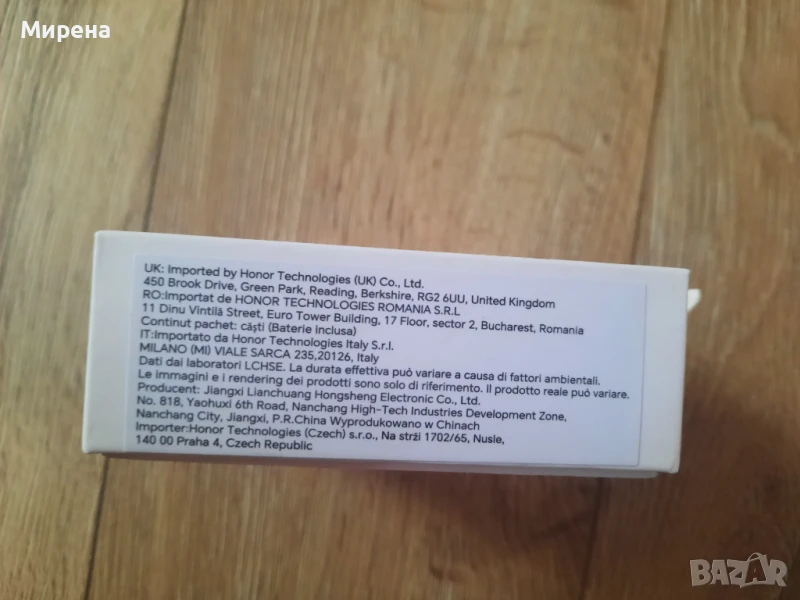 Мирена
UK: Imported by Honor Technologies (UK) Co., Ltd.
450 Brook Drive, Green Park, Reading, Berkshire, RG2 6UU, United Kingdom
RO:Importat de HONOR TECHNOLOGIES ROMANIA S.R.L
11 Dinu Vintilă Street, Euro Tower Building, 17 Floor, sector 2, Bucharest, Romania
Continut pachet: căști (Baterie inclusa)
IT:Importato da Honor Technologies Italy S.r.l.
MILANO (MI) VIALE SARCA 235,20126, Italy
Dati dai laboratori LCHSE. La durata effettiva può variare a causa di fattori ambientali.
Le immagini e i rendering dei prodotti sono solo di riferimento. Il prodotto reale può variare.
Producent: Jiangxi Lianchuang Hongsheng Electronic Co., Ltd.
No. 818, Yaohuxi 6th Road, Nanchang High-Tech Industries Development Zone,
Nanchang City, Jiangxi, P.R.China Wyprodukowano w Chinach
Importer:Honor Technologies (Czech) s.r.o., Na strži 1702/65, Nusle,
140 00 Praha 4, Czech Republic
BAZAR